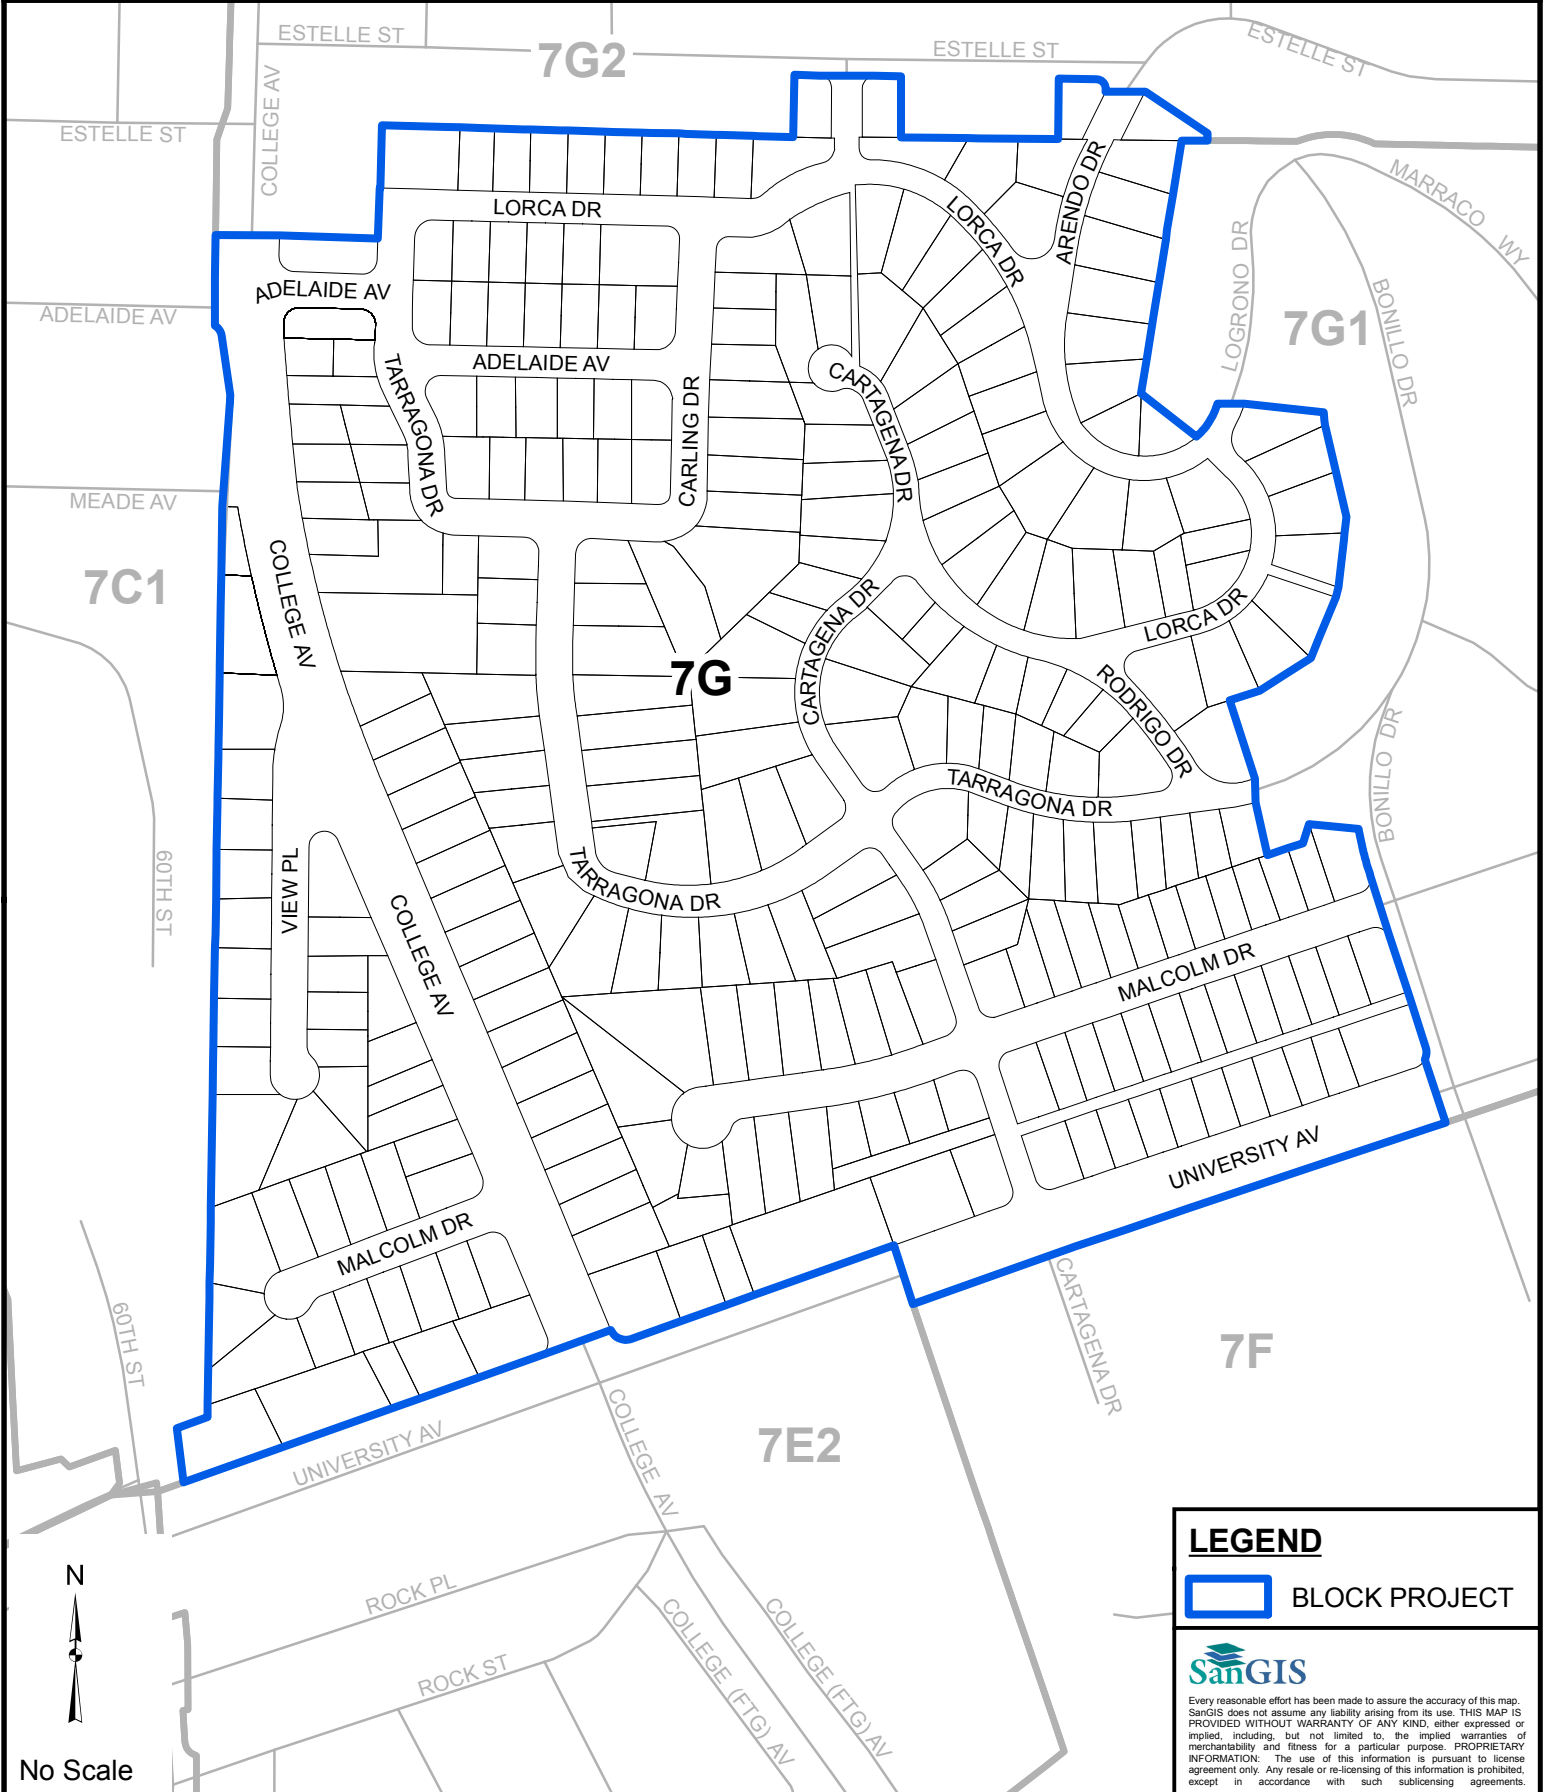 ESTELLE ST
7G2
ESTELLE ST
ESTELLE ST
COLLEGE AV
ESTELLE ST
ARENDO DR
MARRACO WY
LORCA DR
LORCA DR
LOGRONO DR
BONILLO DR
7G1
ADELAIDE AV
ADELAIDE AV
ADELAIDE AV
TARRAGONA DR
CARLING DR
CARTAGENA DR
MEADE AV
COLLEGE AV
7C1
CARTAGENA DR
LORCA DR
7G
RODRIGO DR
BONILLO DR
TARRAGONA DR
60TH ST
VIEW PL
TARRAGONA DR
COLLEGE AV
MALCOLM DR
UNIVERSITY AV
MALCOLM DR
60TH ST
CARTAGENA DR
7F
UNIVERSITY AV
COLLEGE AV
7E2
ROCK PL
ROCK ST
COLLEGE (FTG) AV
COLLEGE (FTG) AV
N
No Scale
LEGEND
BLOCK PROJECT
SanGIS
Every reasonable effort has been made to assure the accuracy of this map.
SanGIS does not assume any liability arising from its use. THIS MAP IS
PROVIDED WITHOUT WARRANTY OF ANY KIND, either expressed or
implied, including, but not limited to, the implied warranties of
merchantability and fitness for a particular purpose. PROPRIETARY
INFORMATION: The use of this information is pursuant to license
agreement only. Any resale or re-licensing of this information is prohibited,
except in accordance with such sublicensing agreements.